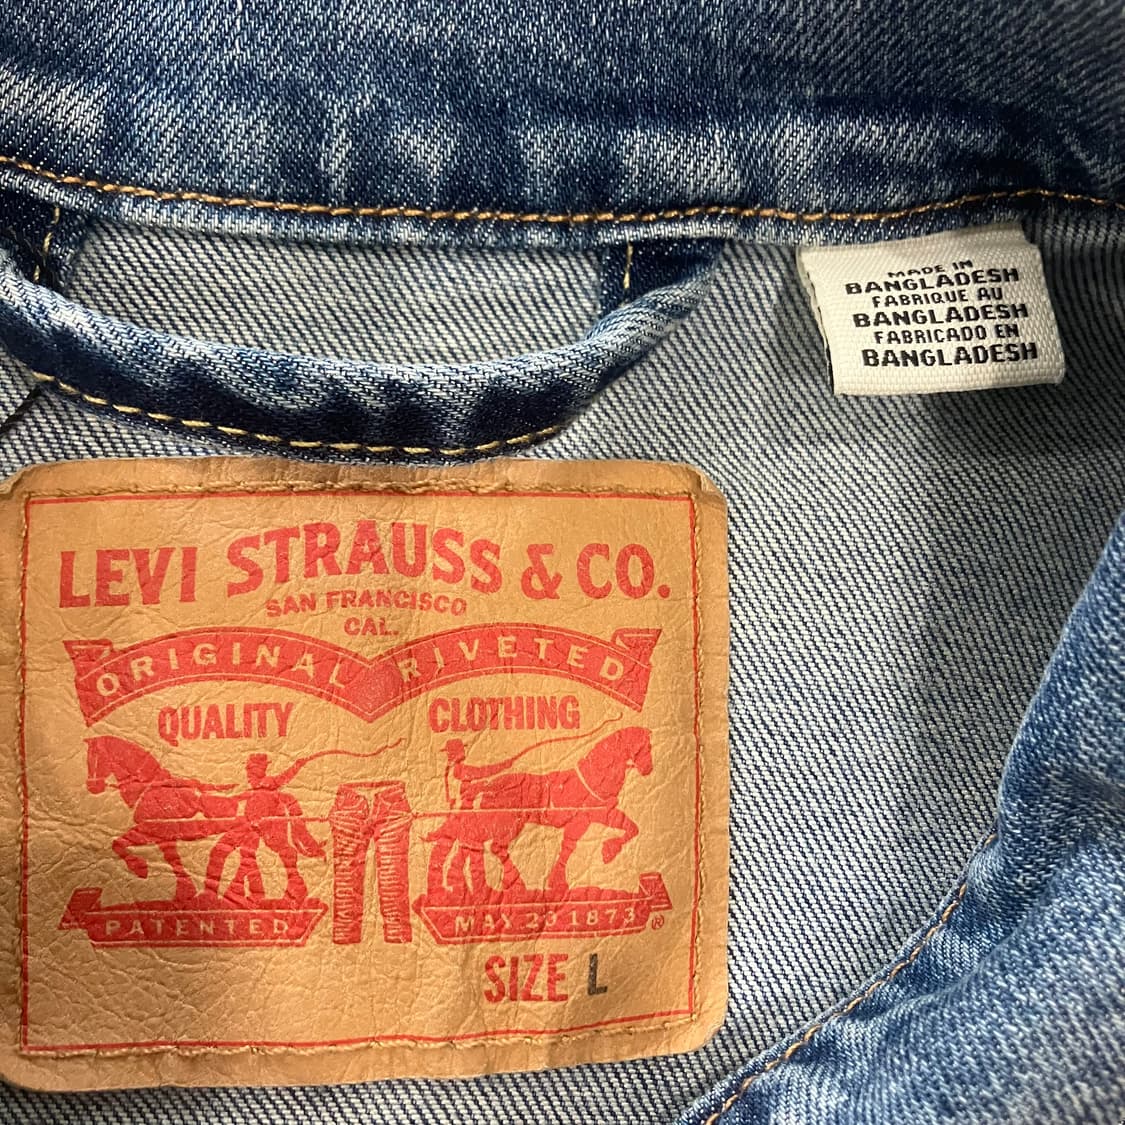 MADE IN
BANGLADESH
FABRIQUE AU
BANGLADESH
FABRICADO EN
BANGLADESH
LEVI STRAUSS & CO.
SAN FRANCISCO
CAL.
ORIGINAL RIVETED
QUALITY CLOTHING
PATENTED MAY 20 1873 ®
SIZE L